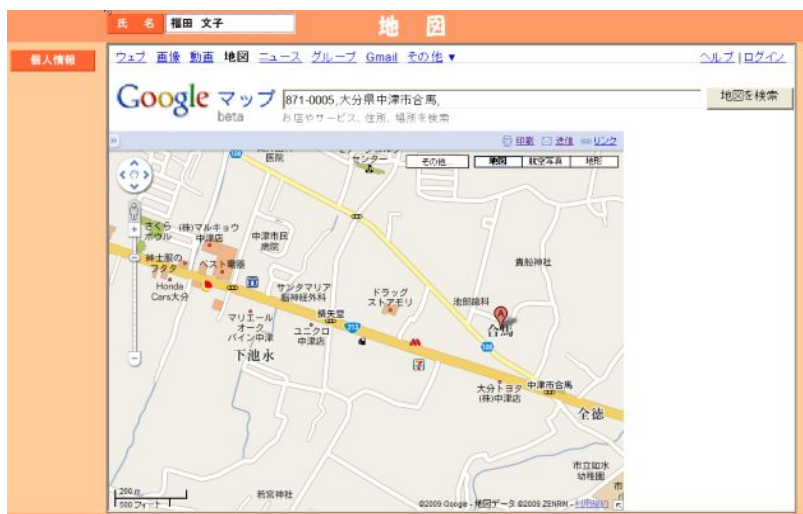 氏 名 福田 文子
地 図
個人情報
ウェブ 画像 動画 地図 ニュース グループ Gmail その他 ▼
ヘルプ | ログイン
Google マップ
beta
871-0005,大分県中津市合馬,
地図を検索
お店やサービス、住所、場所を検索
印刷 送信 リンク
医院
センター
その他...
地図 航空写真 地形
108
さくら
ボウル
(株)マルキョウ
中津店
中津市民
病院
紳士服の
フタタ
ベスト電器
貴船神社
Honda
Cars大分
サンタマリア
脳神経外科
ドラッグ
ストアモリ
池部歯科
A
合馬
マリエール
オーク
パイン中津
ユニクロ
中津店
213
下池水
108
大分トヨタ
(株)中津店
中津市合馬
全徳
市立如水
幼稚園
市
200 m
500 フィート
若宮神社
©2009 Google - 地図データ ©2009 ZENRIN - 利用規約